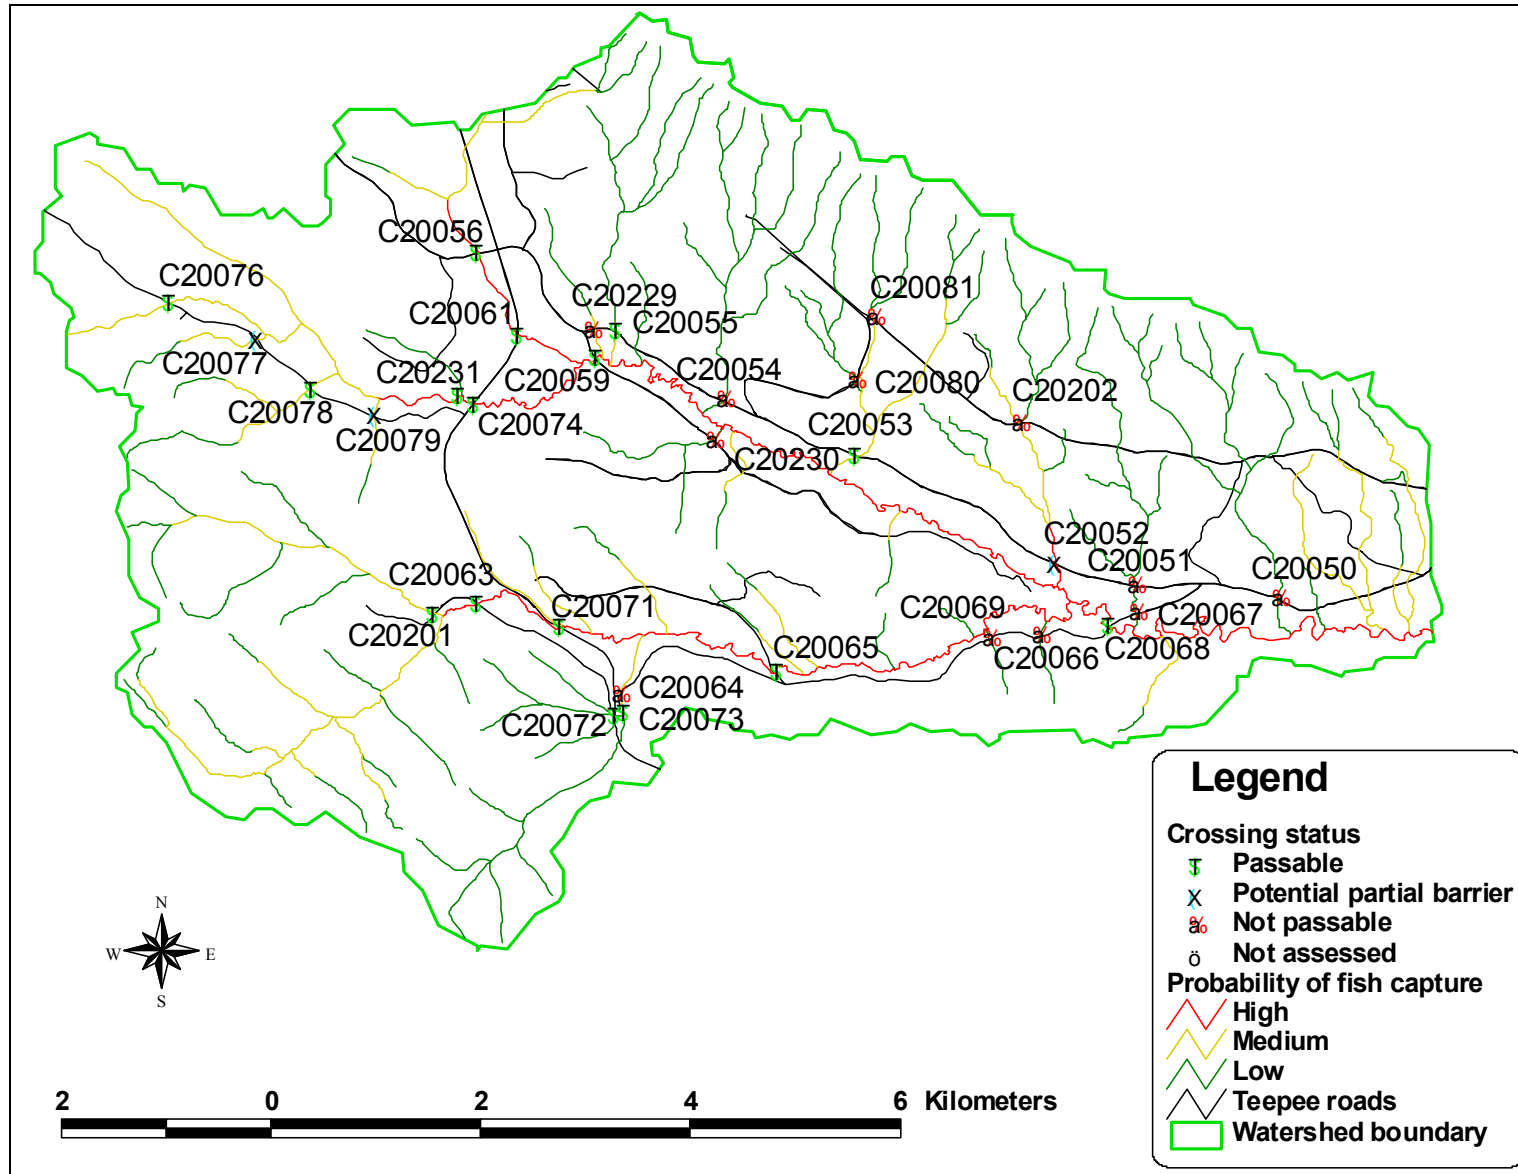 C20056
C20076
C20081
C20229
C20061
C20055
C20077
C20231
C20059
C20054
C20080
C20202
C20078
C20074
C20053
C20079
C20230
C20052
C20051
C20050
C20063
C20071
C20069
C20067
C20201
C20065
C20066
C20068
C20064
C20072
C20073
Legend
Crossing status
Passable
Potential partial barrier
Not passable
ö Not assessed
Probability of fish capture
High
Medium
Low
Teepee roads
Watershed boundary
N
W E
S
2 0 2 4 6 Kilometers